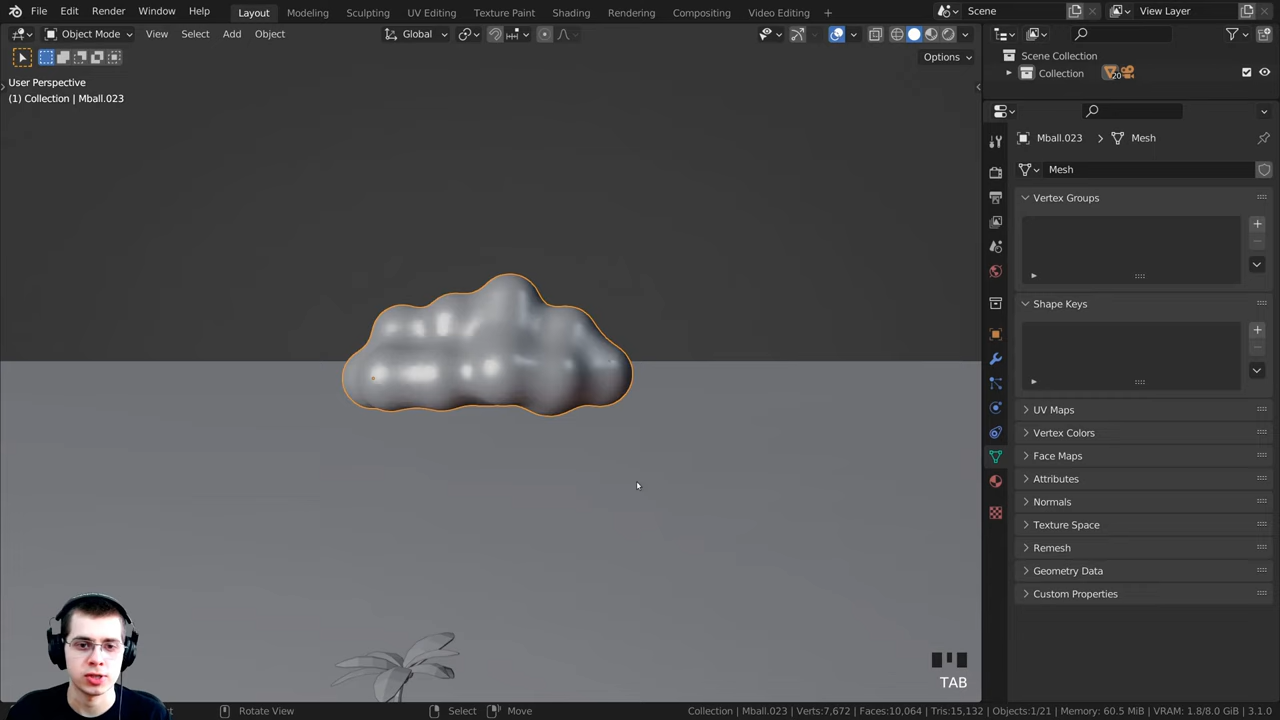 File Edit Render Window Help Layout Modeling Sculpting UV Editing Texture Paint Shading Rendering Compositing Video Editing Scene View Layer
Object Mode View Select Add Object Global
Options
User Perspective
(1) Collection | Mball.023
Scene Collection
Collection 20
Mball.023 > Mesh
Mesh
Vertex Groups
Shape Keys
UV Maps
Vertex Colors
Face Maps
Attributes
Normals
Texture Space
Remesh
Geometry Data
Custom Properties
TAB
Rotate View Select Move Collection | Mball.023 | Verts:7,672 | Faces:10,064 | Tris:15,132 | Objects:1/21 | Memory: 60.5 MiB | VRAM: 1.8/8.0 GiB | 3.1.0